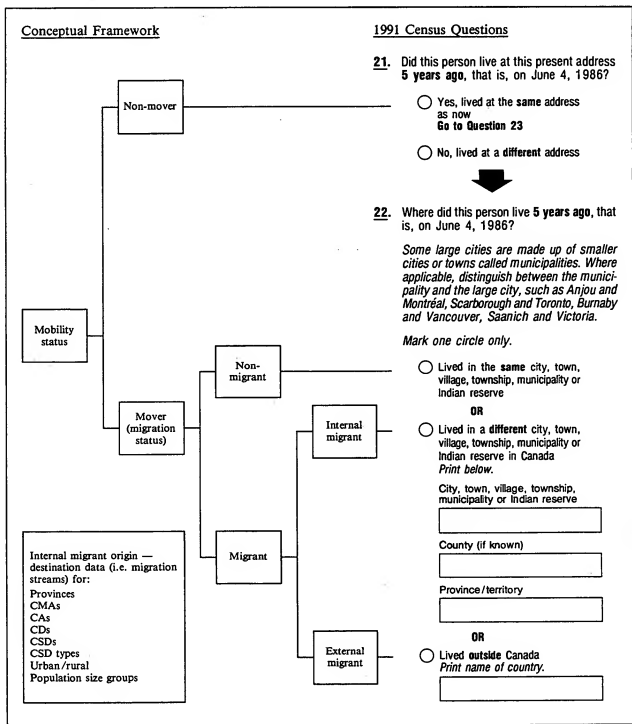 Conceptual Framework
1991 Census Questions
21. Did this person live at this present address
5 years ago, that is, on June 4, 1986?
Non-mover
Yes, lived at the same address
as now
Go to Question 23
No, lived at a different address
22. Where did this person live 5 years ago, that
is, on June 4, 1986?
Some large cities are made up of smaller
cities or towns called municipalities. Where
applicable, distinguish between the munici-
pality and the large city, such as Anjou and
Montréal, Scarborough and Toronto, Burnaby
and Vancouver, Saanich and Victoria.
Mark one circle only.
Mobility
status
Non-
migrant
Lived in the same city, town,
village, township, municipality or
Indian reserve
OR
Mover
(migration
status)
Internal
migrant
Lived in a different city, town,
village, township, municipality or
Indian reserve in Canada
Print below.
City, town, village, township,
municipality or Indian reserve
County (if known)
Province/territory
Migrant
OR
External
migrant
Lived outside Canada
Print name of country.
Internal migrant origin —
destination data (i.e. migration
streams) for:
Provinces
CMAs
CAs
CDs
CSDs
CSD types
Urban/rural
Population size groups